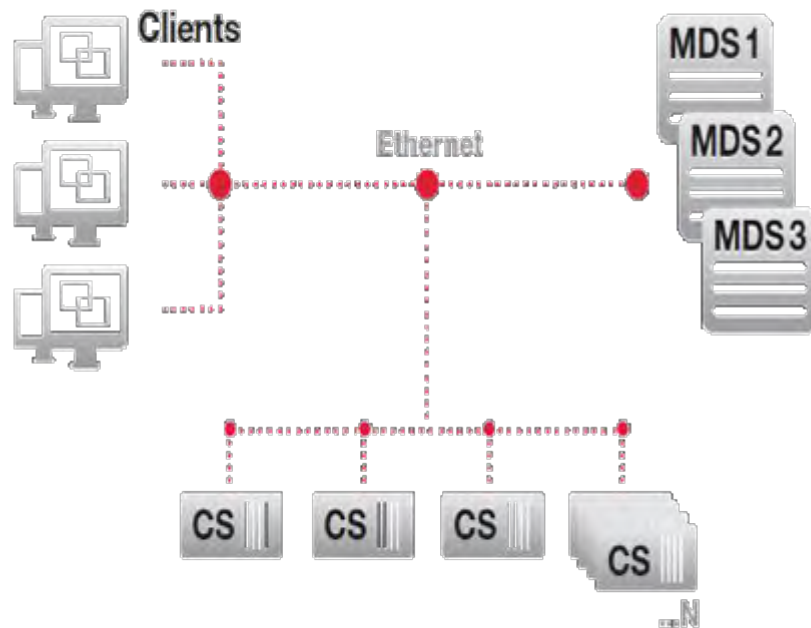 Clients
MDS1
Ethernet
MDS2
MDS3
CS
CS
CS
CS
...N